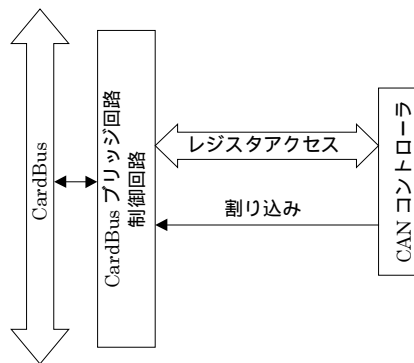 CardBus
CardBus ブリッジ回路
制御回路
レジスタアクセス
割り込み
CAN コントローラ